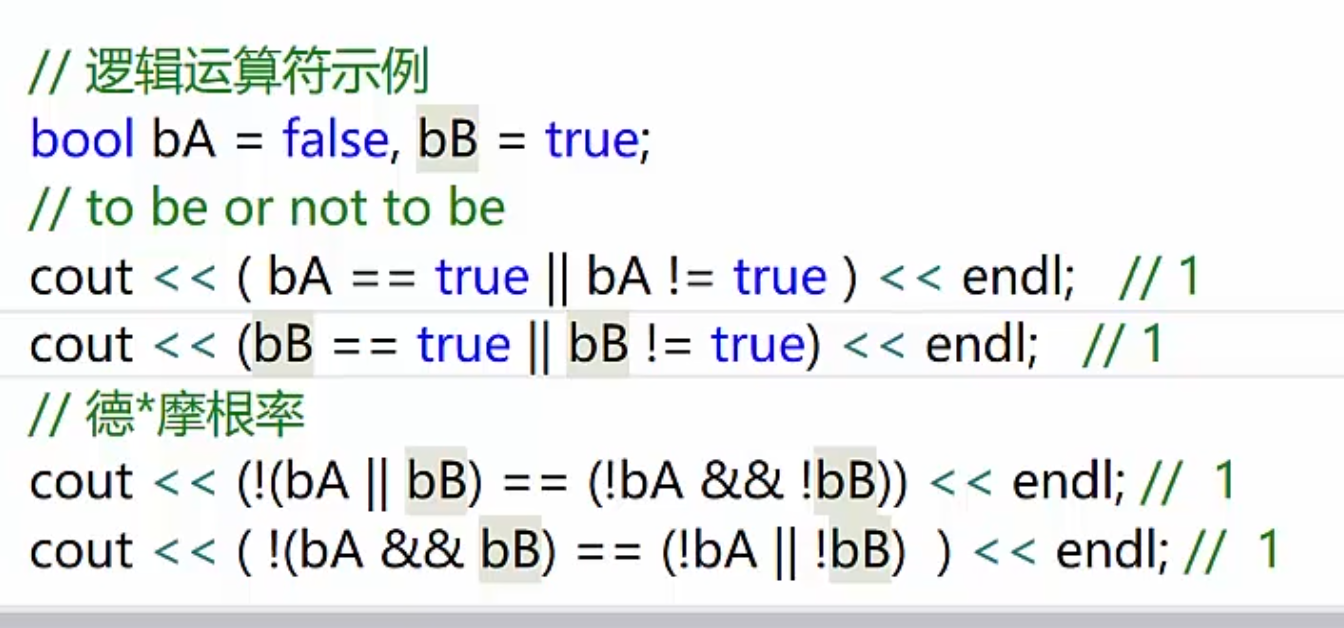 // 逻辑运算符示例
bool bA = false, bB = true;
// to be or not to be
cout << ( bA == true || bA != true ) << endl;   // 1
cout << (bB == true || bB != true) << endl;   // 1
// 德*摩根率
cout << (!(bA || bB) == (!bA && !bB)) << endl; //  1
cout << ( !(bA && bB) == (!bA || !bB)  ) << endl; //  1